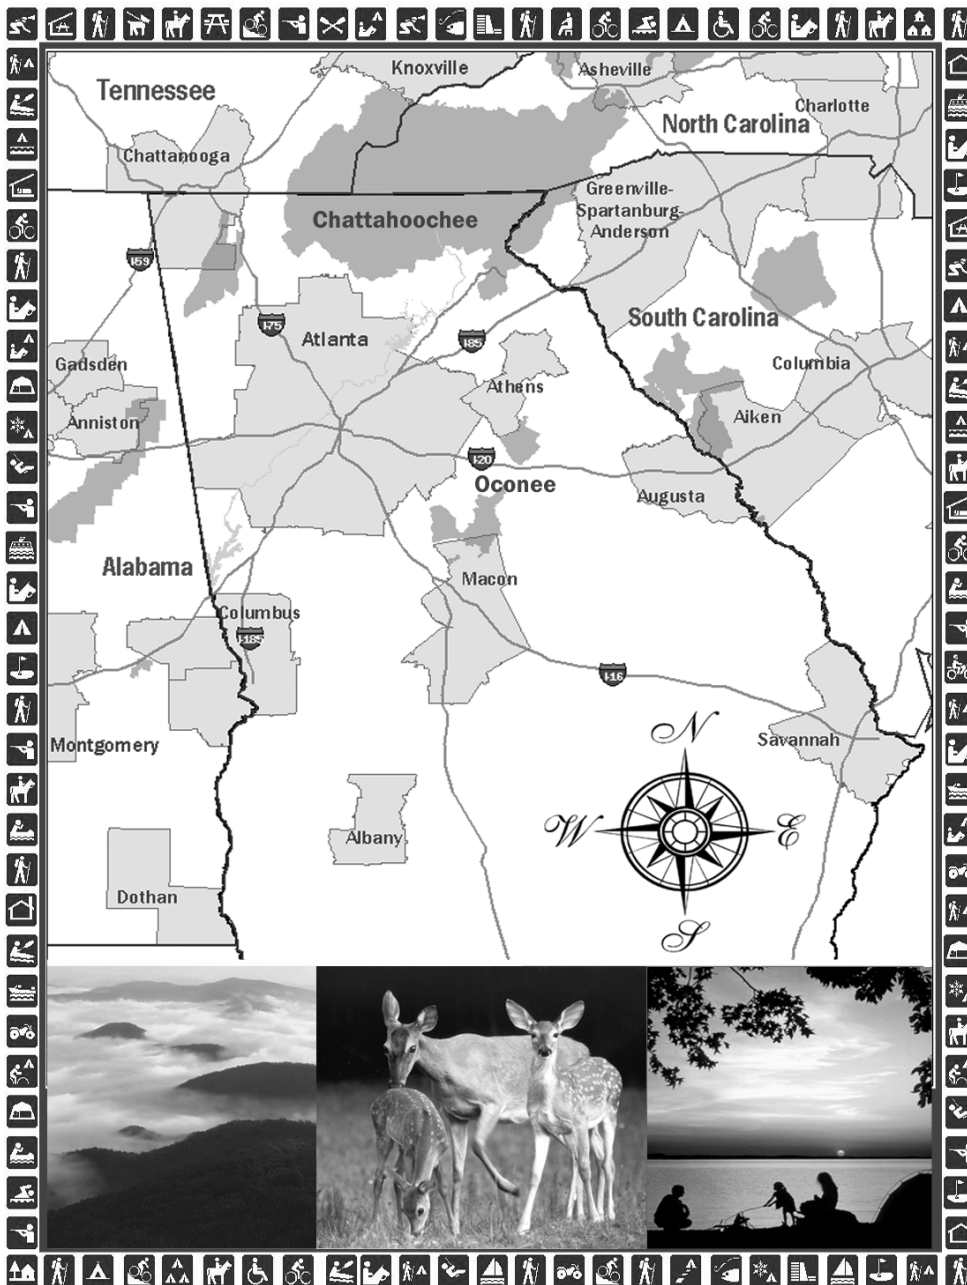 Knoxville
Asheville
Tennessee
Charlotte
North Carolina
Chattanooga
Greenville-
Spartanburg-
Anderson
Chattahoochee
I-59
South Carolina
I-75
Atlanta
I-85
Gadsden
Columbia
Athens
Anniston
Aiken
I-20
Oconee
Augusta
Alabama
Macon
Columbus
I-185
I-16
Montgomery
Savannah
N
W
E
S
Albany
Dothan